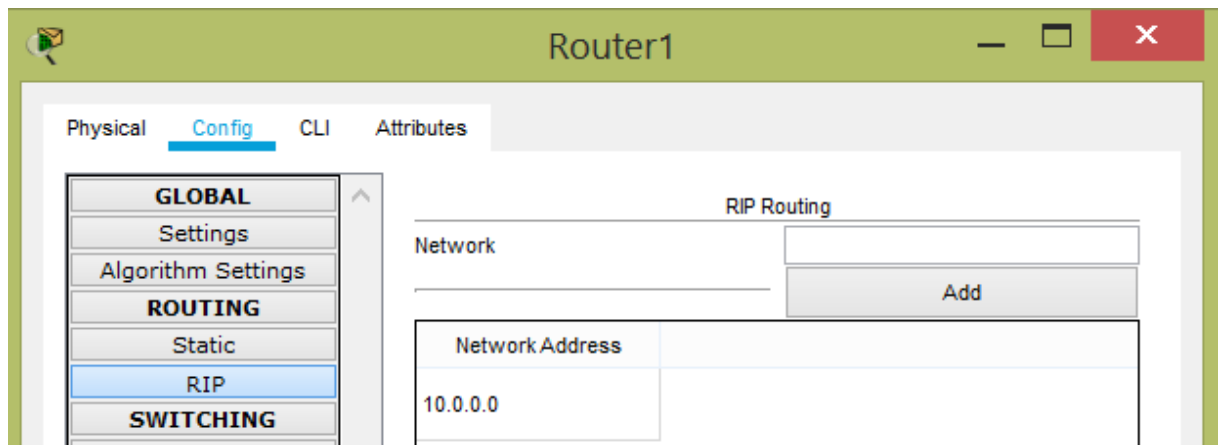 Router1
Physical Config CLI Attributes
GLOBAL
Settings
Algorithm Settings
ROUTING
Static
RIP
SWITCHING
RIP Routing
Network
Add
Network Address
10.0.0.0